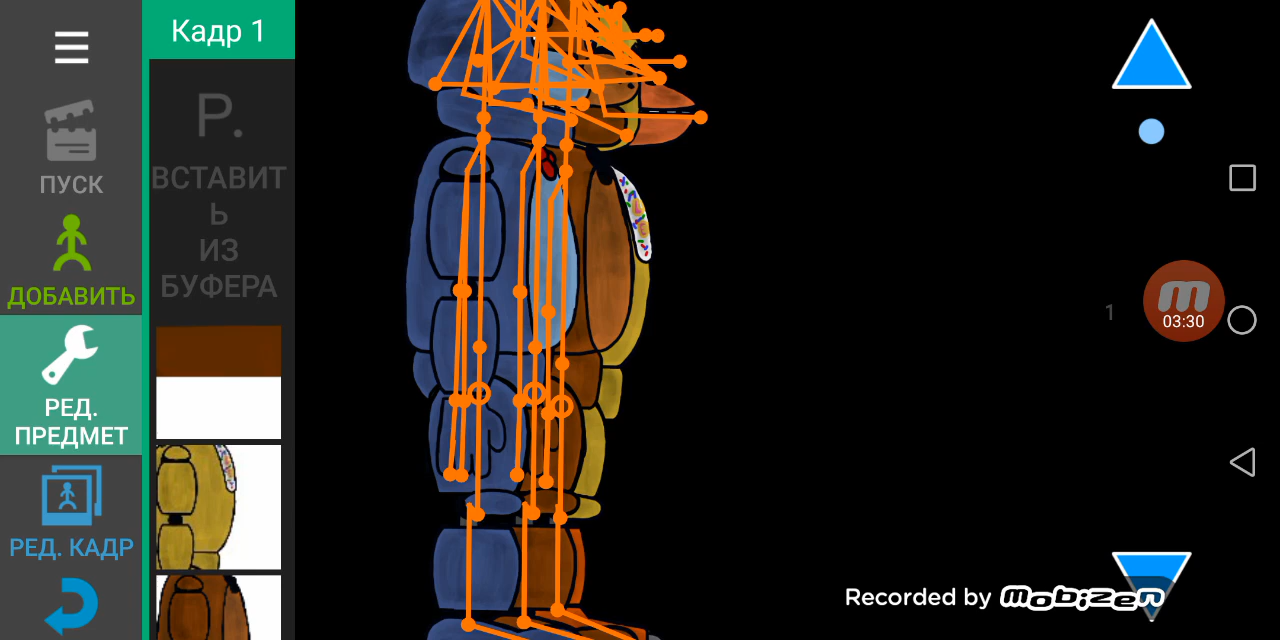 Кадр 1
Р.
ВСТАВИТ
Ь
ИЗ
БУФЕРА
ПУСК
ДОБАВИТЬ
РЕД.
ПРЕДМЕТ
РЕД. КАДР
1
03:30
Recorded by mobizen